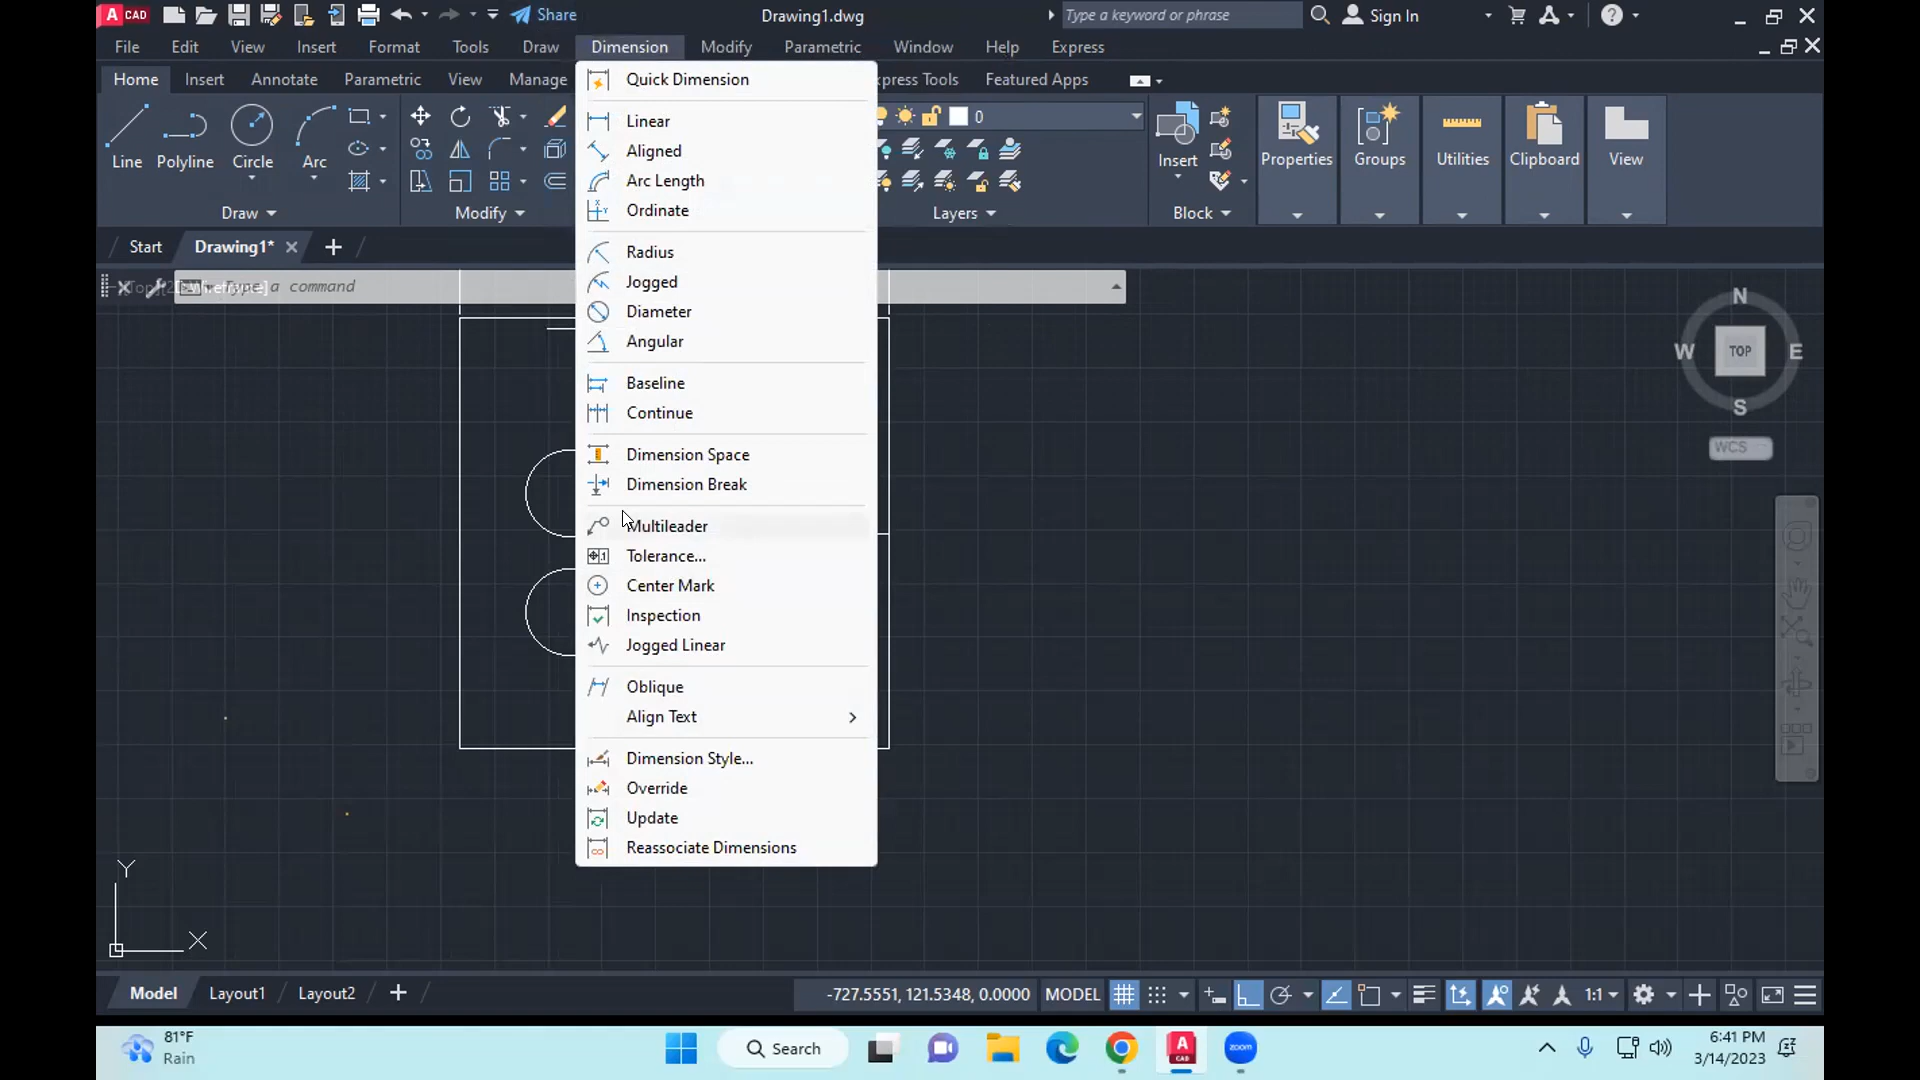 A CAD Share Drawing1.dwg Type a keyword or phrase Sign In
File Edit View Insert Format Tools Draw Dimension Modify Parametric Window Help Express
Home Insert Annotate Parametric View Manage xpress Tools Featured Apps
Quick Dimension
Linear
Aligned
Arc Length
Ordinate
Radius
Jogged
Diameter
Angular
Baseline
Continue
Dimension Space
Dimension Break
Multileader
Tolerance...
Center Mark
Inspection
Jogged Linear
Oblique
Align Text
Dimension Style...
Override
Update
Reassociate Dimensions
0
Line Polyline Circle Arc
Insert Properties Groups Utilities Clipboard View
Draw Modify Layers Block
Start Drawing1*
Type a command
N
W TOP E
S
WCS
Y
X
Model Layout1 Layout2 -727.5551, 121.5348, 0.0000 MODEL 1:1
81°F
Rain
Search
A CAD
zoom
6:41 PM
3/14/2023